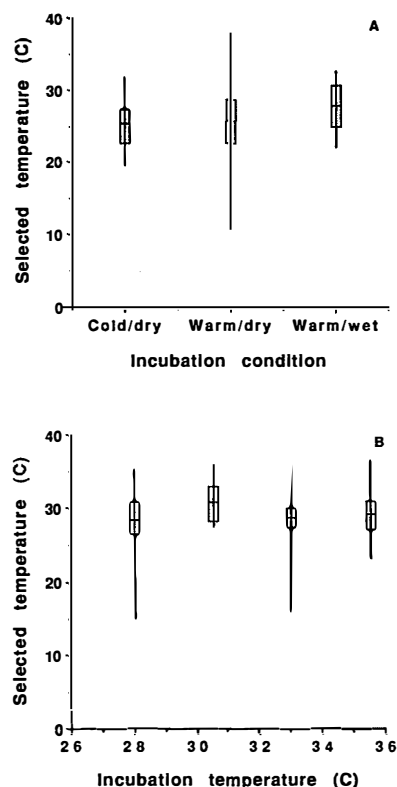 A
Selected temperature (C)
40
30
20
10
0
Cold/dry Warm/dry Warm/wet
Incubation condition
B
Selected temperature (C)
40
30
20
10
0
26 28 30 32 34 36
Incubation temperature (C)